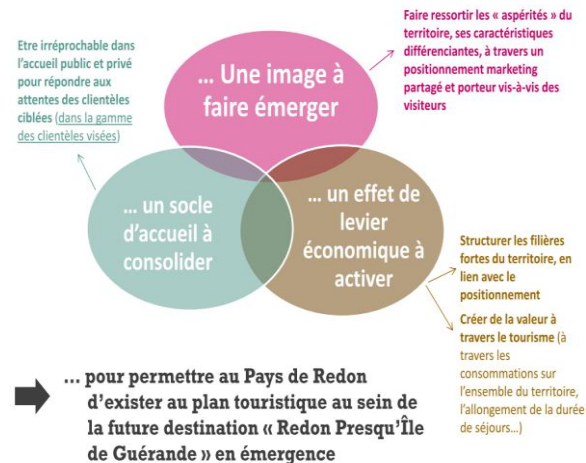 Faire ressortir les « aspérités » du
territoire, ses caractéristiques
différenciantes, à travers un
positionnement marketing
partagé et porteur vis-à-vis des
visiteurs
Etre irréprochable dans
l'accueil public et privé
pour répondre aux
attentes des clientèles
ciblées (dans la gamme
des clientèles visées)
... Une image à
faire émerger
... un socle
d'accueil à
consolider
... un effet de
levier
économique à
activer
Structurer les filières
fortes du territoire, en
lien avec le
positionnement
Créer de la valeur à
travers le tourisme (à
travers les
consommations sur
l'ensemble du territoire,
l'allongement de la durée
de séjours...)
... pour permettre au Pays de Redon
d'exister au plan touristique au sein de
la future destination « Redon Presqu'Île
de Guérande » en émergence